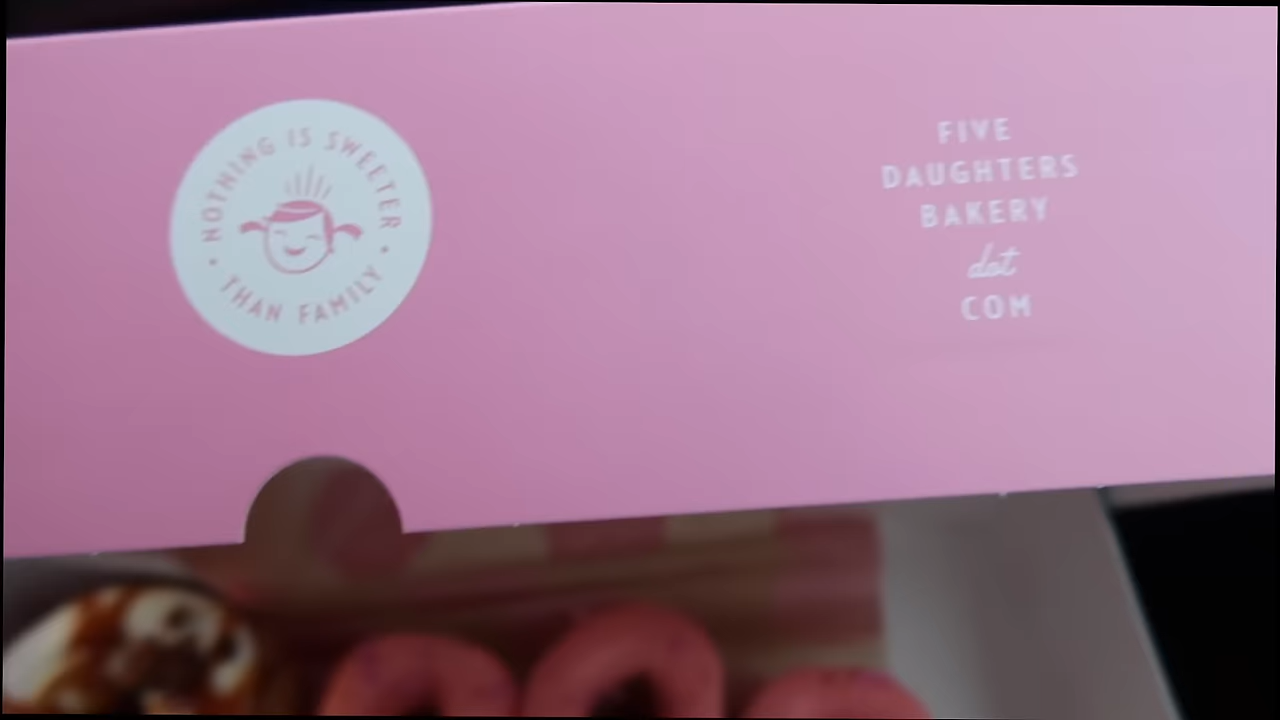 NOTHING IS SWEETER
THAN FAMILY
FIVE
DAUGHTERS
BAKERY
dot
COM